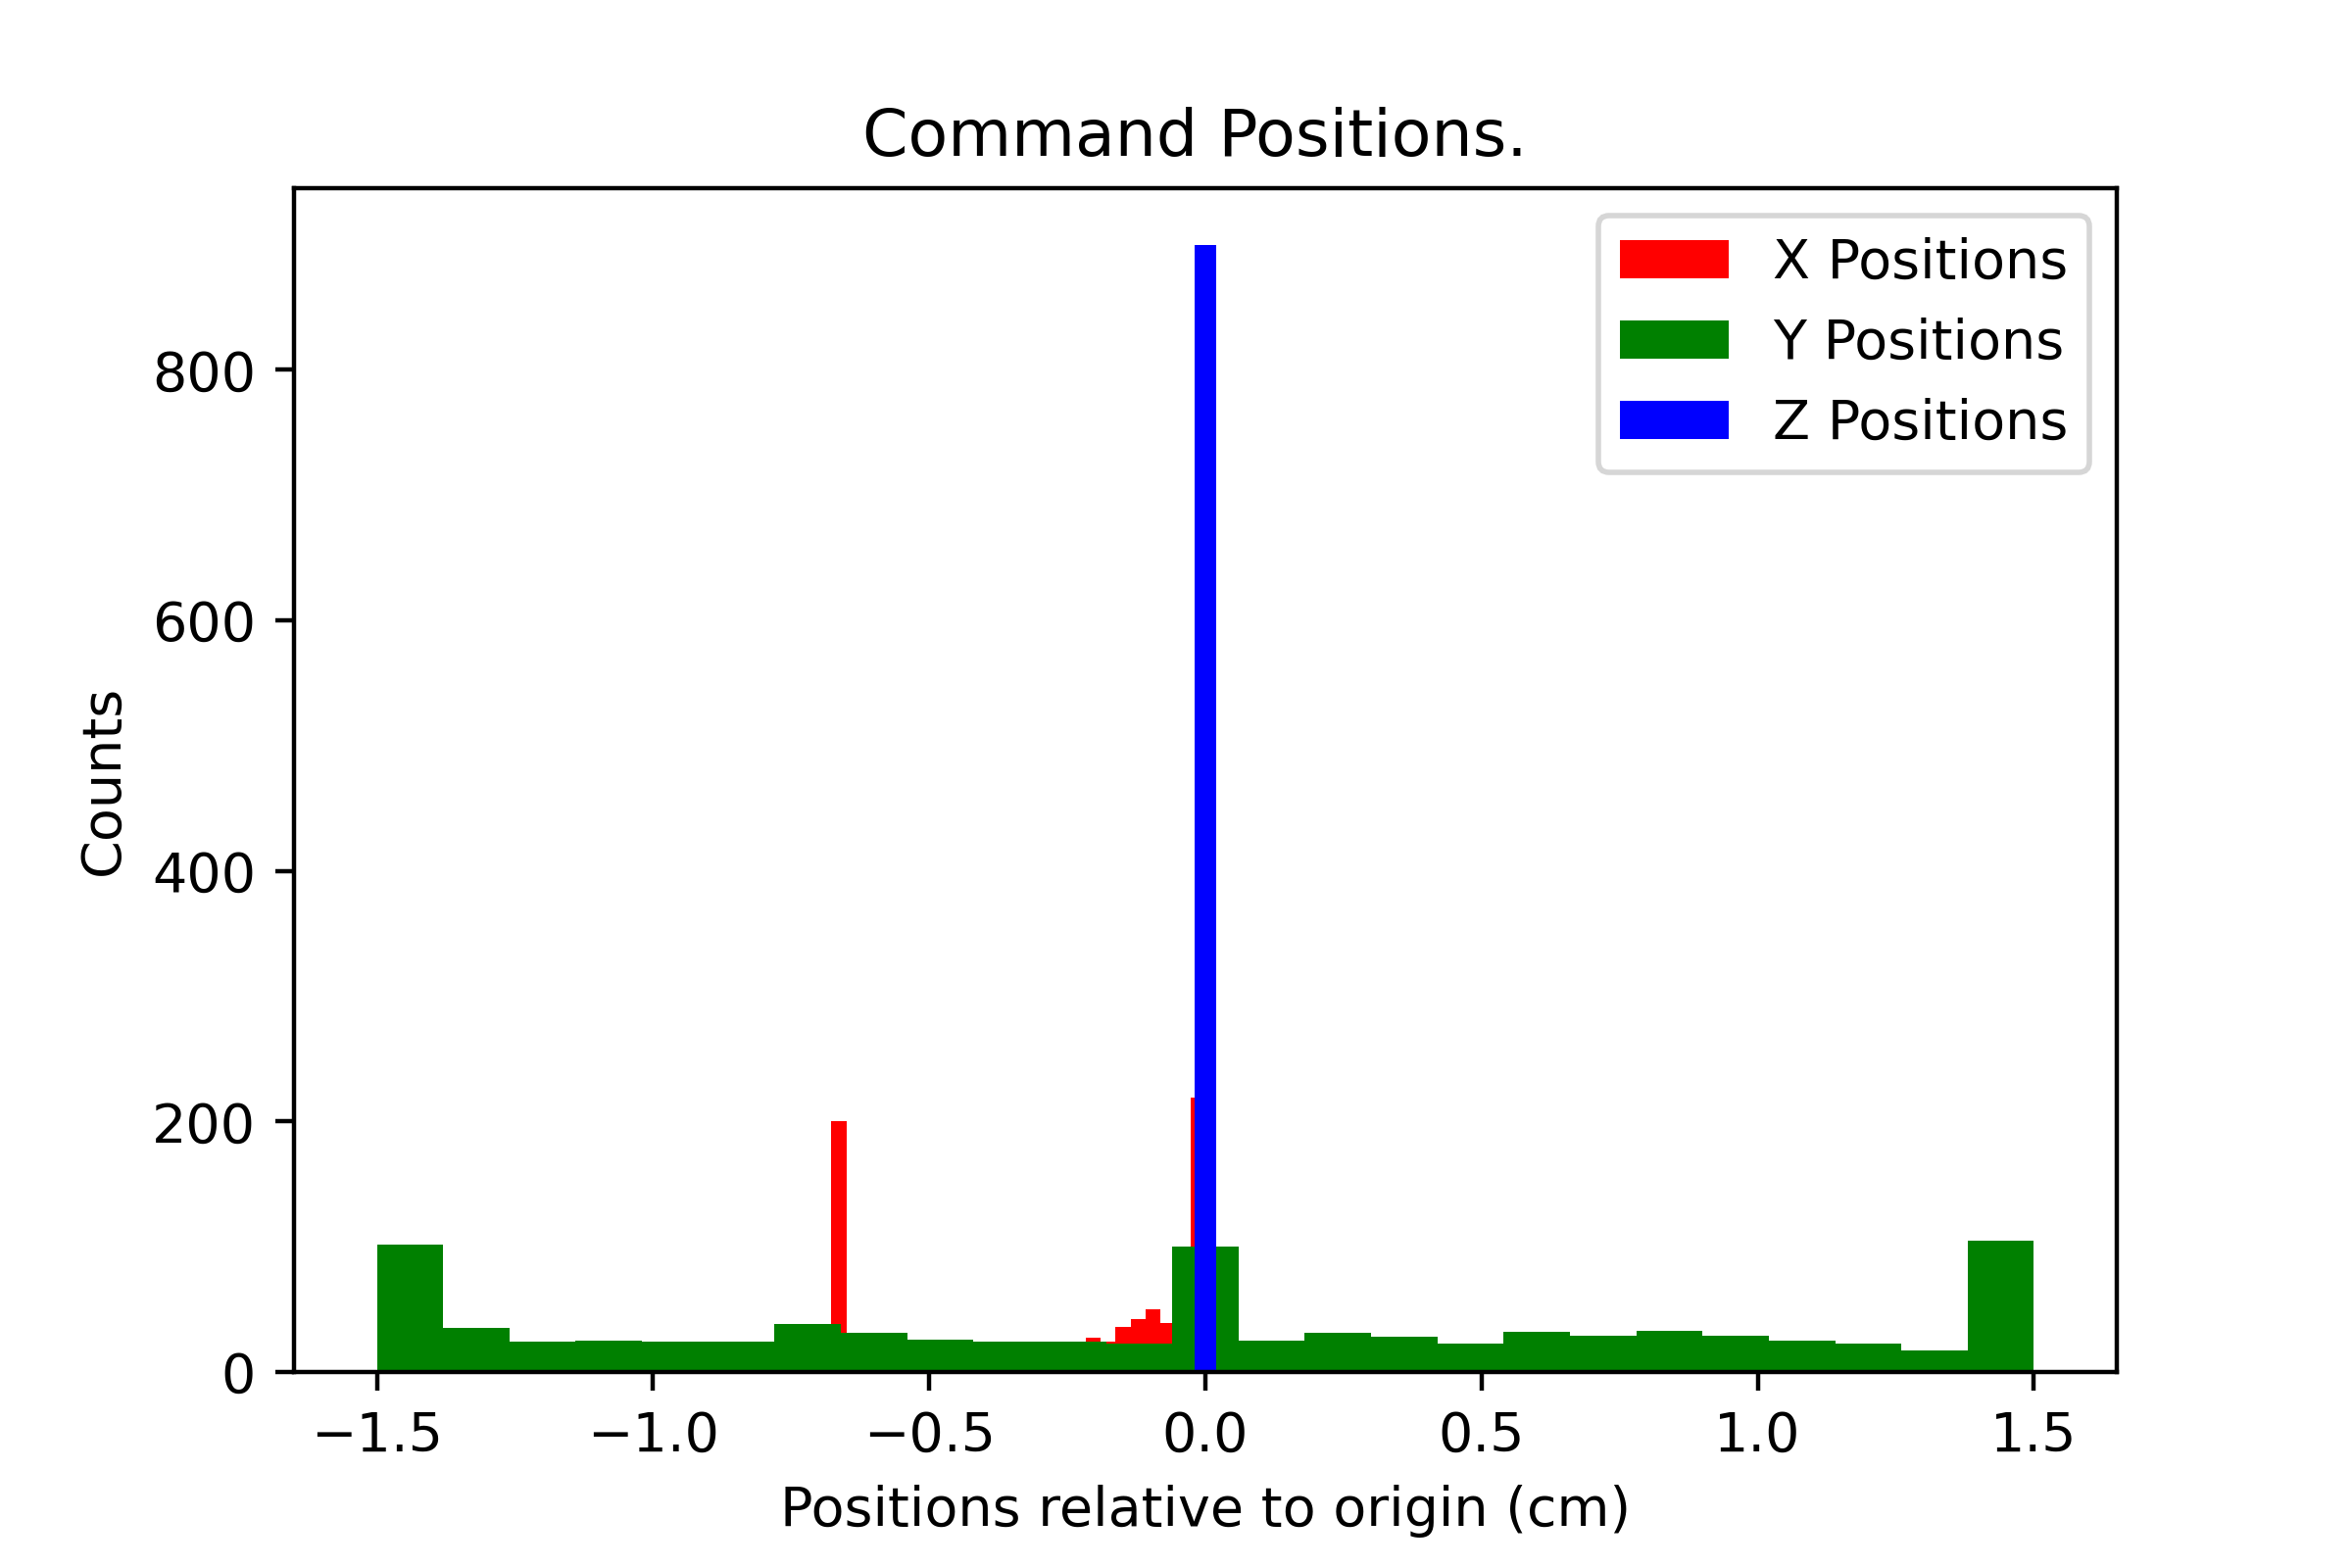 Command Positions.
X Positions
Y Positions
Z Positions
800
600
400
200
0
Counts
−1.5 −1.0 −0.5 0.0 0.5 1.0 1.5
Positions relative to origin (cm)